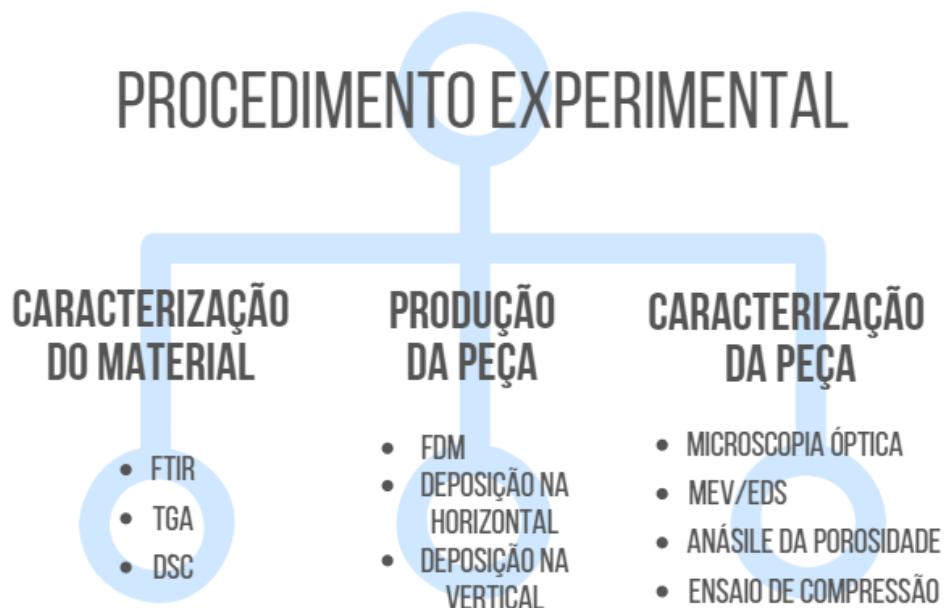 PROCEDIMENTO EXPERIMENTAL
CARACTERIZAÇÃO
DO MATERIAL
• FTIR
• TGA
• DSC
PRODUÇÃO
DA PEÇA
• FDM
• DEPOSIÇÃO NA
HORIZONTAL
• DEPOSIÇÃO NA
VERTICAL
CARACTERIZAÇÃO
DA PEÇA
• MICROSCOPIA ÓPTICA
• MEV/EDS
• ANÁSILE DA POROSIDADE
• ENSAIO DE COMPRESSÃO